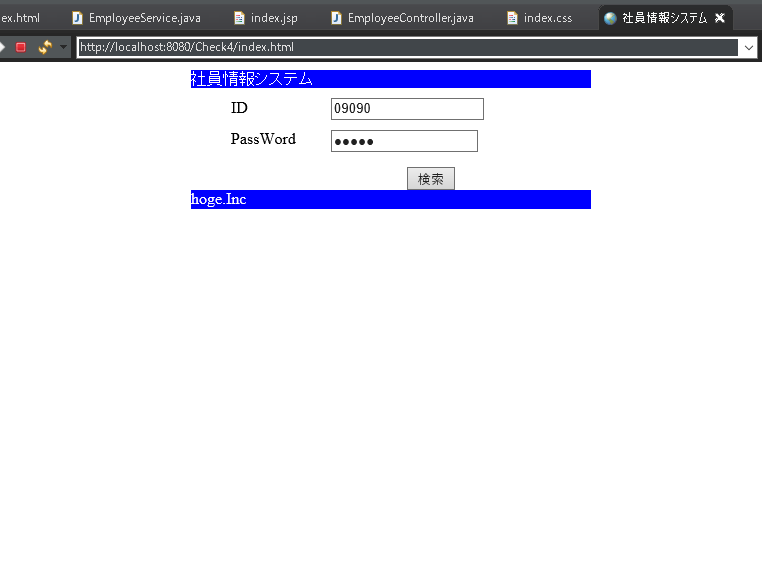 ex.html EmployeeService.java index.jsp EmployeeController.java index.css 社員情報システム
http://localhost:8080/Check4/index.html
社員情報システム
ID 09090
PassWord ●●●●●
検索
hoge.Inc